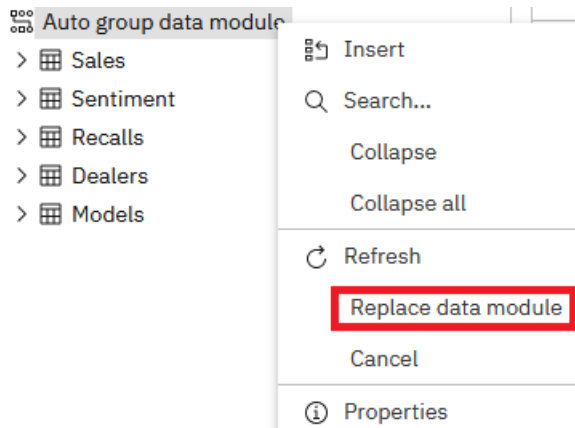 Auto group data module
Sales
Sentiment
Recalls
Dealers
Models
Insert
Search...
Collapse
Collapse all
Refresh
Replace data module
Cancel
Properties